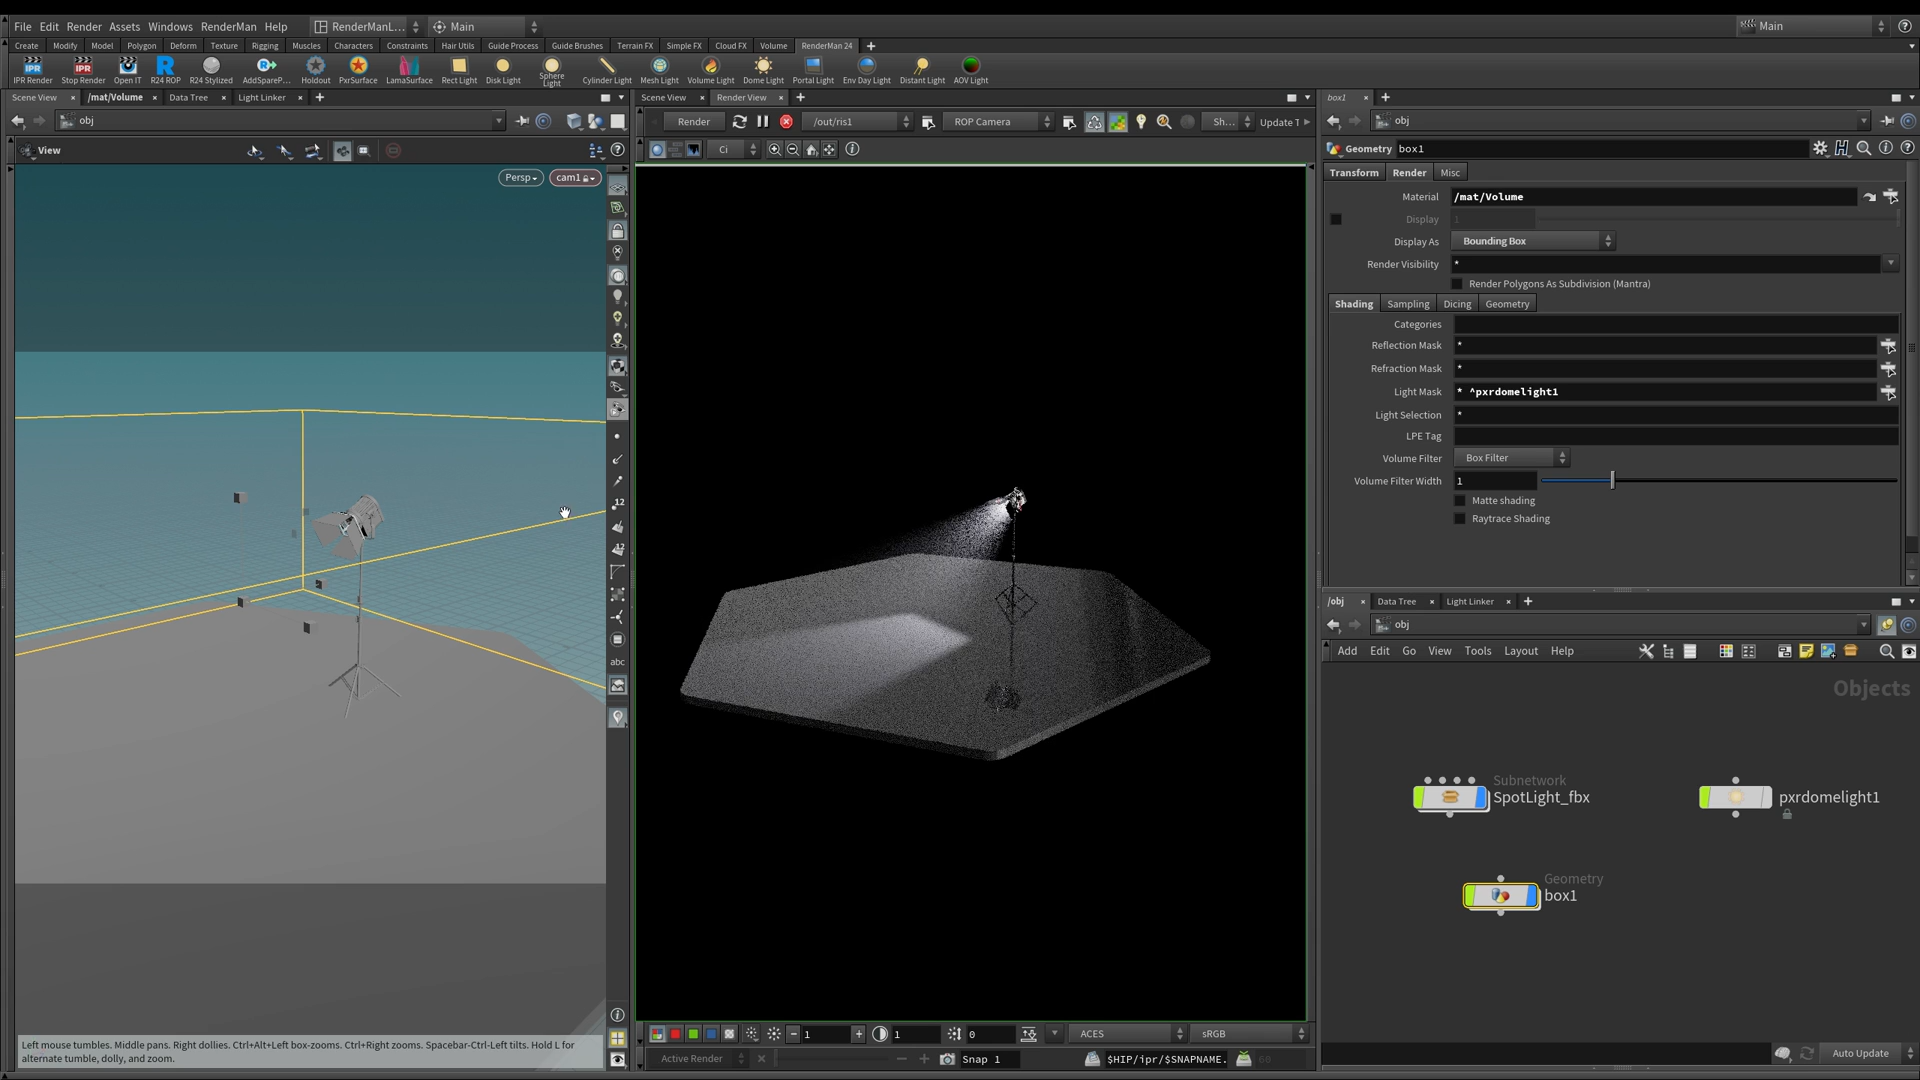 File Edit Render Assets Windows RenderMan Help RenderManL... Main Main
Create Modify Model Polygon Deform Texture Rigging Muscles Characters Constraints Hair Utils Guide Process Guide Brushes Terrain FX Simple FX Cloud FX Volume RenderMan 24
IPR Render Stop Render Open IT R24 ROP R24 Stylized AddSpareP... Holdout PxrSurface LamaSurface Rect Light Disk Light Sphere Light Cylinder Light Mesh Light Volume Light Dome Light Portal Light Env Day Light Distant Light AOV Light
Scene View /mat/Volume Data Tree Light Linker
obj
View
Persp cam1
12
12
abc
Left mouse tumbles. Middle pans. Right dollies. Ctrl+Alt+Left box-zooms. Ctrl+Right zooms. Spacebar-Ctrl-Left tilts. Hold L for
alternate tumble, dolly, and zoom.
Scene View Render View
Render /out/ris1 ROP Camera Sh... Update T
Ci
1 1 0 ACES sRGB
Active Render Snap 1 $HIP/ipr/$SNAPNAME. 60
box1
obj
Geometry box1
Transform Render Misc
Material /mat/Volume
Display 1
Display As Bounding Box
Render Visibility *
Render Polygons As Subdivision (Mantra)
Shading Sampling Dicing Geometry
Categories
Reflection Mask *
Refraction Mask *
Light Mask * ^pxrdomelight1
Light Selection *
LPE Tag
Volume Filter Box Filter
Volume Filter Width 1
Matte shading
Raytrace Shading
/obj Data Tree Light Linker
obj
Add Edit Go View Tools Layout Help
Objects
Subnetwork
SpotLight_fbx
pxrdomelight1
Geometry
box1
Auto Update